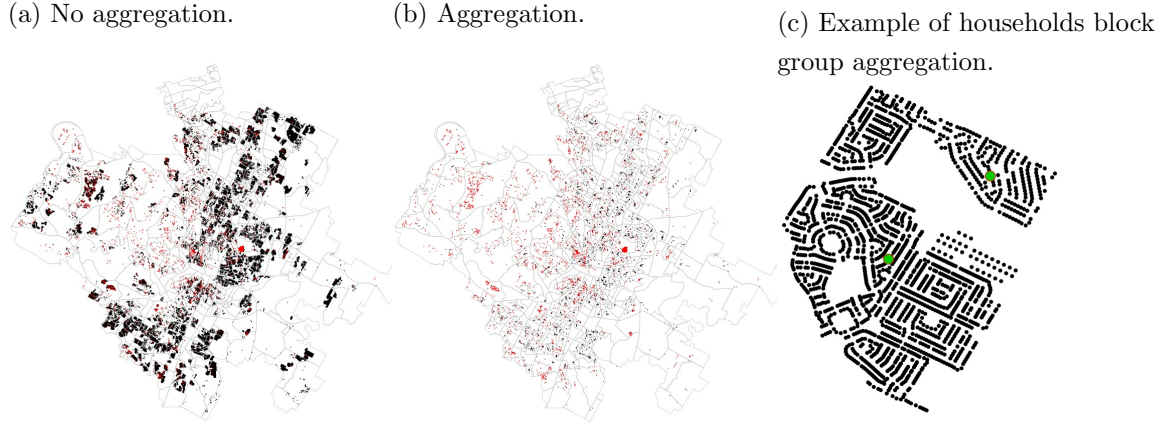 (a) No aggregation.
(b) Aggregation.
(c) Example of households block
group aggregation.